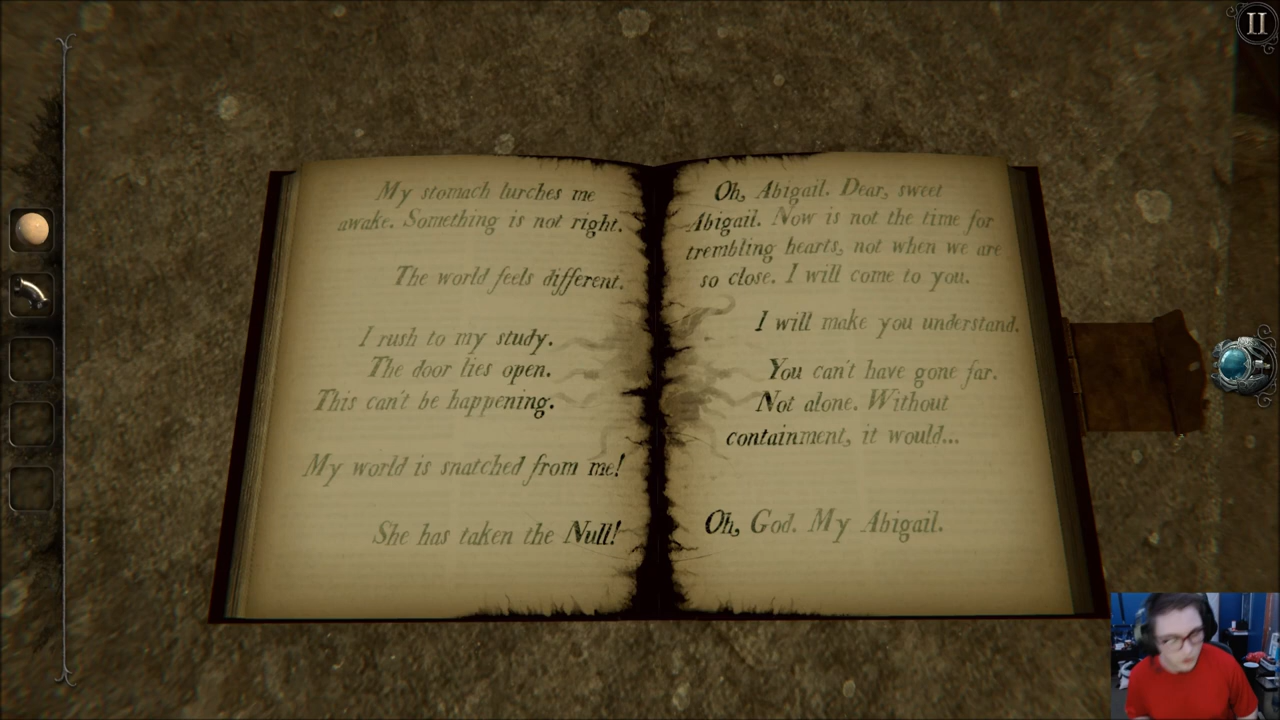 My stomach lurches me
awake. Something is not right.
The world feels different.
I rush to my study.
The door lies open.
This can't be happening.
My world is snatched from me!
She has taken the Null!
Oh, Abigail. Dear, sweet
Abigail. Now is not the time for
trembling hearts, not when we are
so close. I will come to you.
I will make you understand.
You can't have gone far.
Not alone. Without
containment, it would...
Oh, God. My Abigail.